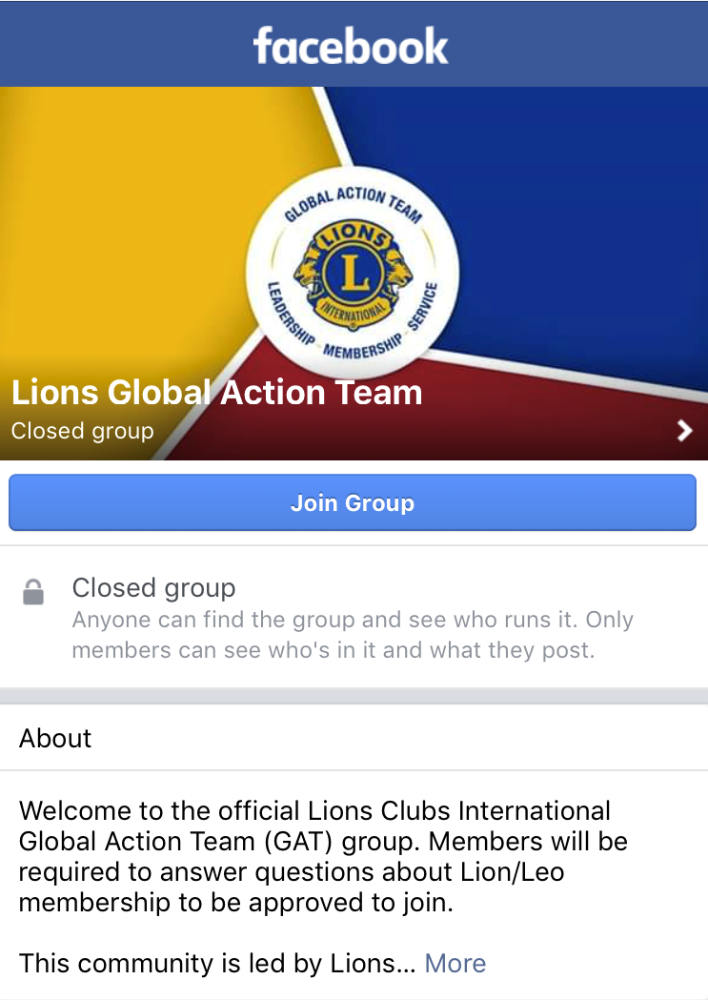 facebook
GLOBAL ACTION TEAM
LIONS
L
INTERNATIONAL
LEADERSHIP - MEMBERSHIP - SERVICE
Lions Global Action Team
Closed group
Join Group
Closed group
Anyone can find the group and see who runs it. Only
members can see who's in it and what they post.
About
Welcome to the official Lions Clubs International
Global Action Team (GAT) group. Members will be
required to answer questions about Lion/Leo
membership to be approved to join.
This community is led by Lions... More